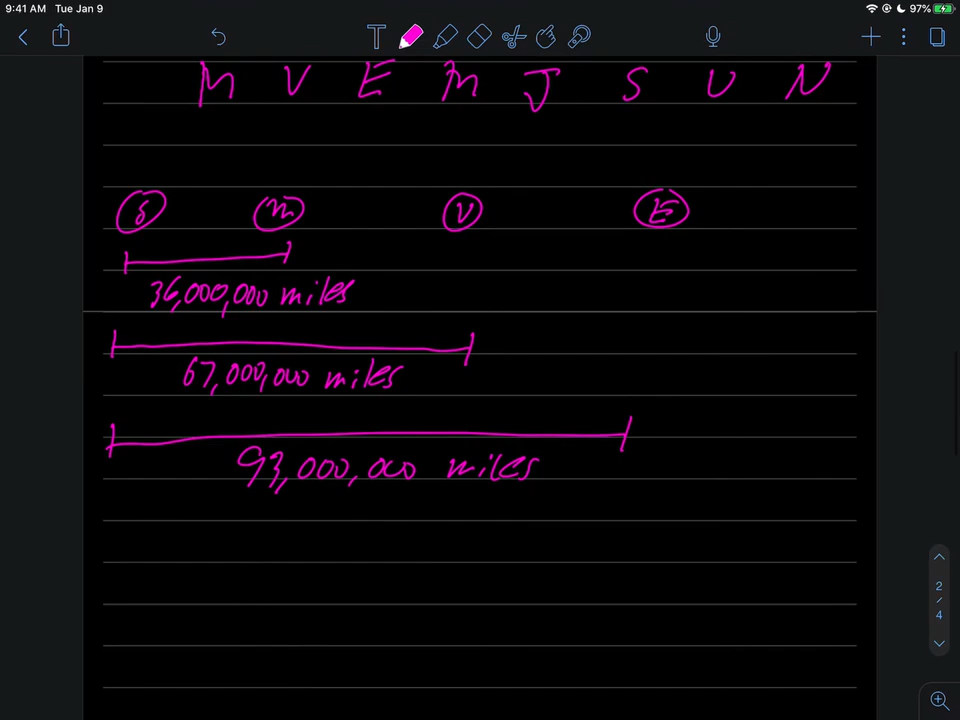 9:41 AM Tue Jan 9 97%
T
M V E M J S U N
S M V E
36,000,000 miles
67,000,000 miles
93,000,000 miles
2
/
4